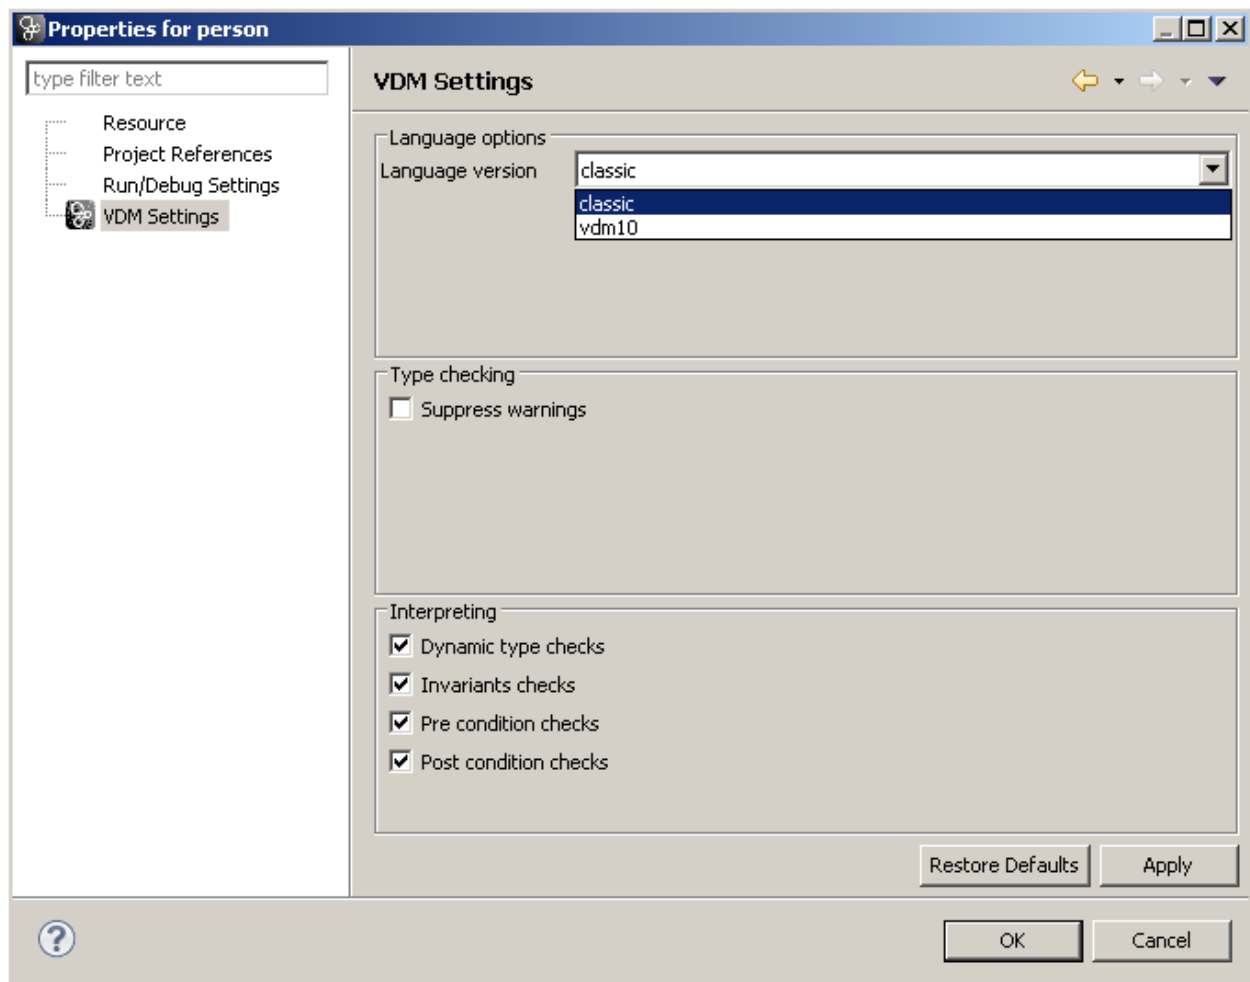 Properties for person
type filter text
Resource
Project References
Run/Debug Settings
VDM Settings
VDM Settings
Language options
Language version
classic
classic
vdm10
Type checking
Suppress warnings
Interpreting
Dynamic type checks
Invariants checks
Pre condition checks
Post condition checks
Restore Defaults
Apply
?
OK
Cancel